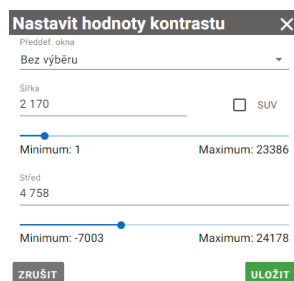 Nastavit hodnoty kontrastu
Předdef. okna
Bez výběru
Šířka
2 170
SUV
Minimum: 1 Maximum: 23386
Střed
4 758
Minimum: -7003 Maximum: 24178
ZRUŠIT ULOŽIT